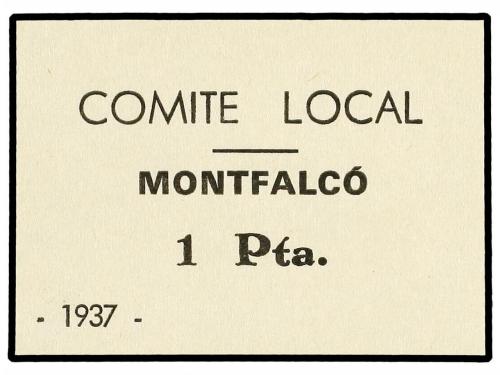 COMITE LOCAL
MONTFALCÓ
1 Pta.
- 1937 -